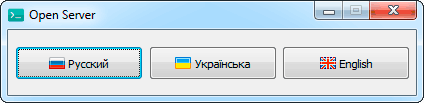 Open Server
Русский
Українська
English